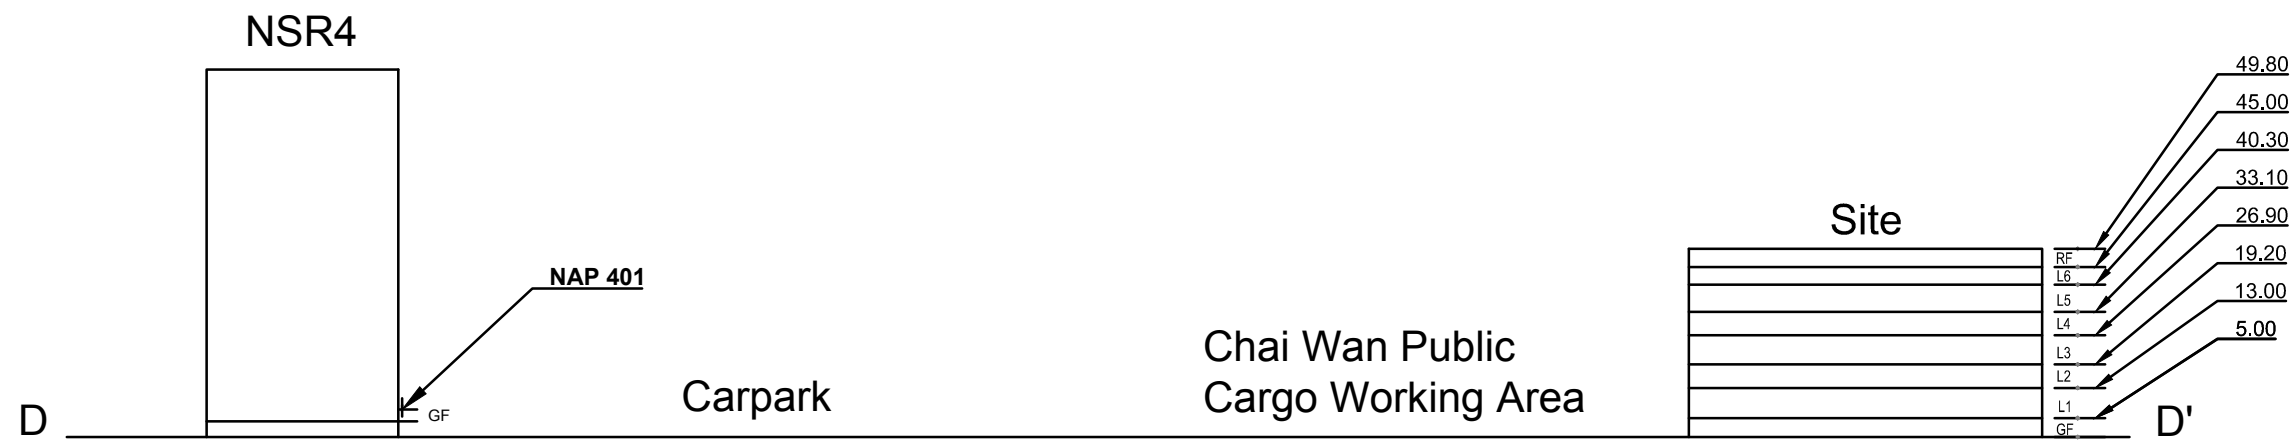 NSR4
49.80
45.00
40.30
33.10
26.90
19.20
13.00
5.00
Site
RF
L6
L5
L4
L3
L2
L1
GF
NAP 401
GF
Carpark
Chai Wan Public
Cargo Working Area
D
D'